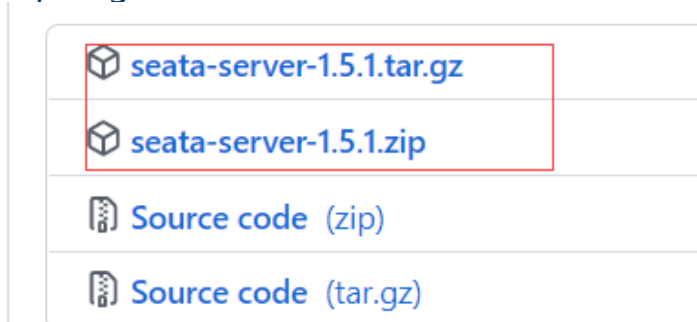 seata-server-1.5.1.tar.gz
seata-server-1.5.1.zip
Source code (zip)
Source code (tar.gz)